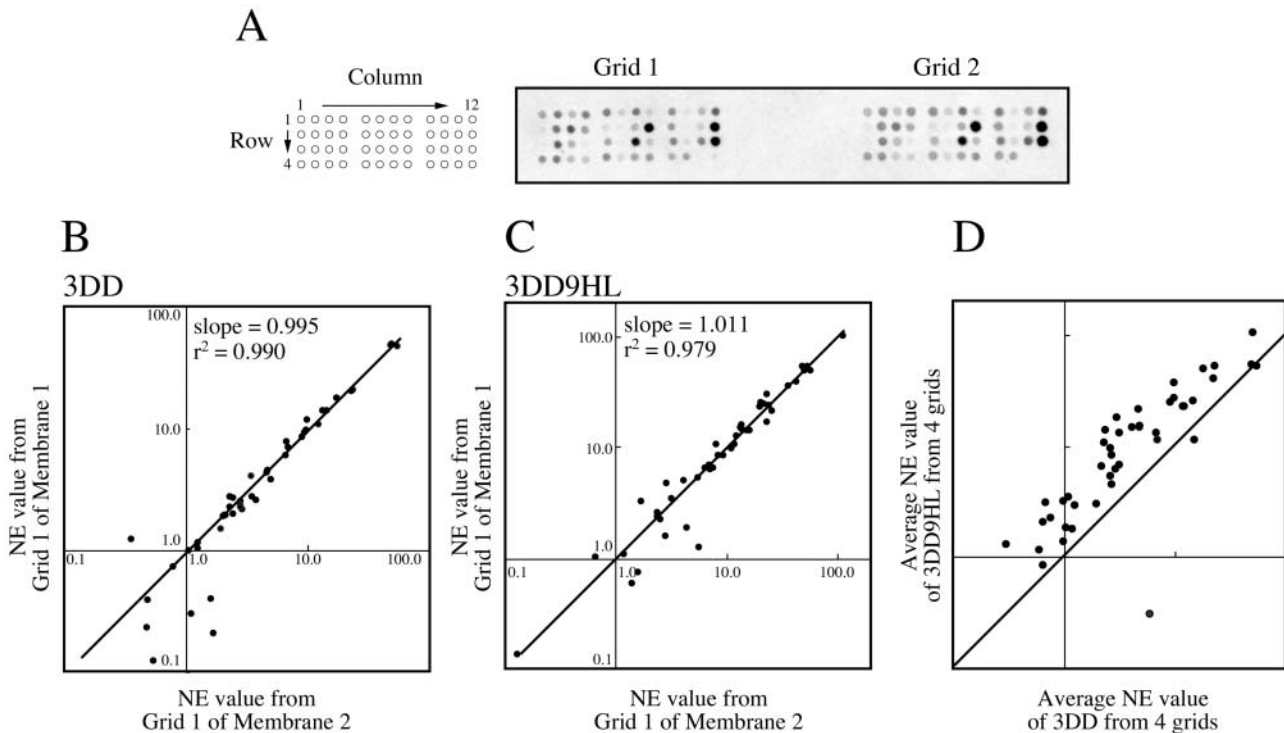 A
Column
1
12
1
Row
4
Grid 1
Grid 2
B
3DD
slope = 0.995
r² = 0.990
100.0
10.0
1.0
0.1
0.1
1.0
10.0
100.0
NE value from
Grid 1 of Membrane 1
NE value from
Grid 1 of Membrane 2
C
3DD9HL
slope = 1.011
r² = 0.979
100.0
10.0
1.0
0.1
0.1
1.0
10.0
100.0
NE value from
Grid 1 of Membrane 1
NE value from
Grid 1 of Membrane 2
D
Average NE value
of 3DD9HL from 4 grids
Average NE value
of 3DD from 4 grids